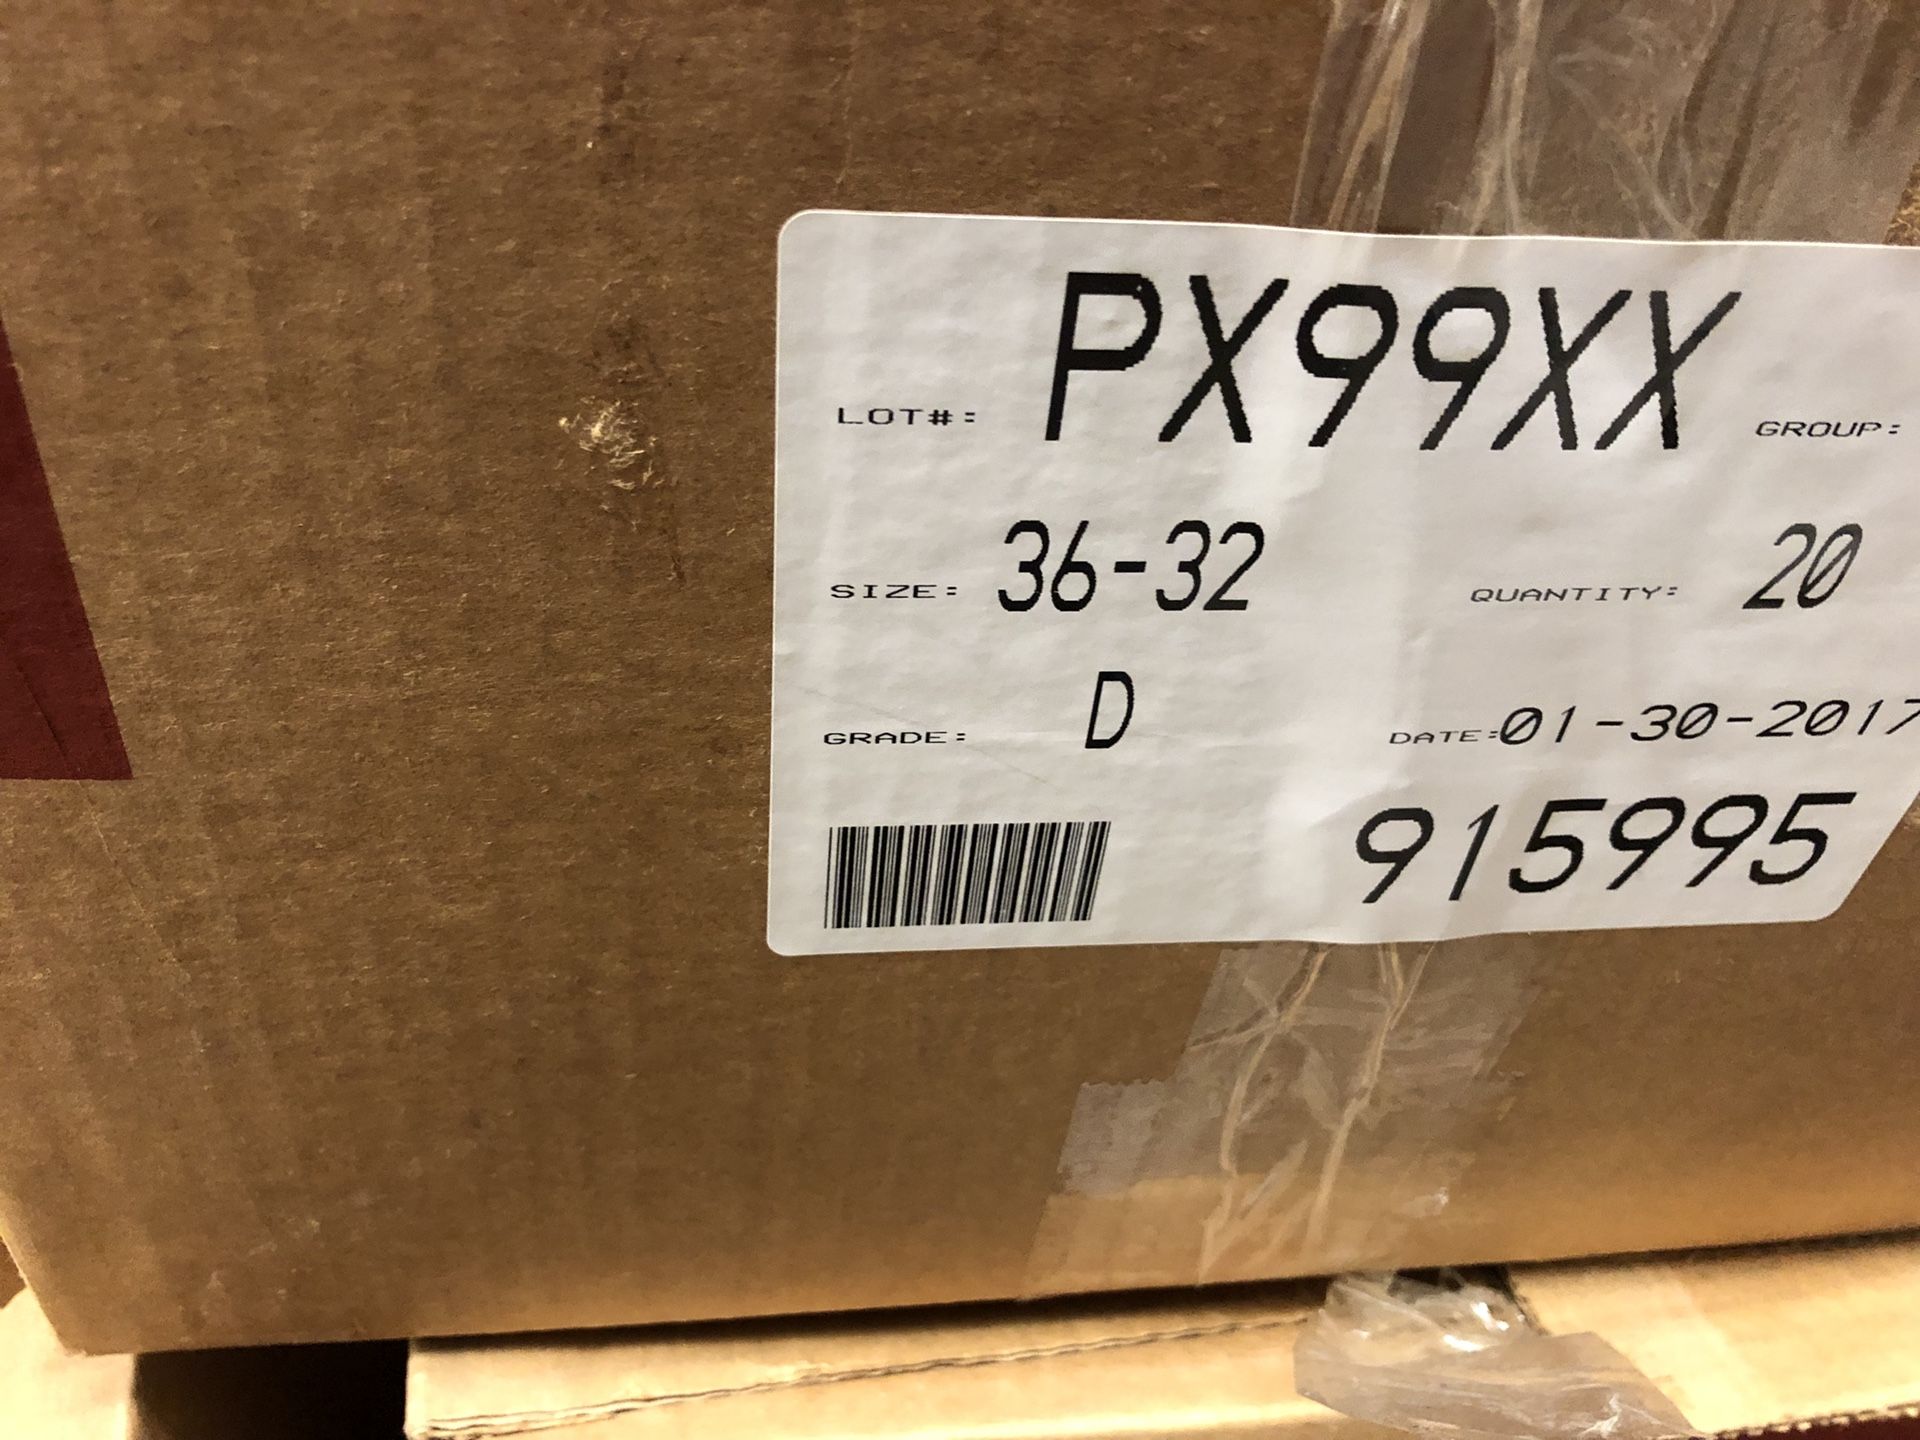 LOT#: PX99XX GROUP:
SIZE: 36-32 QUANTITY: 20
GRADE: D DATE:01-30-2017
915995